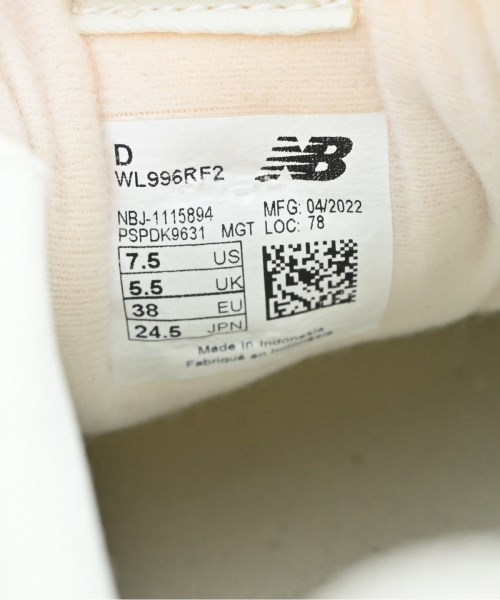 D
NB
WL996RF2
NBJ-1115894 MFG: 04/2022
PSPDK9631 MGT LOC: 78
7.5 US
5.5 UK
38 EU
24.5 JPN
Made in Indonesia
Fabriqué en Indonésie